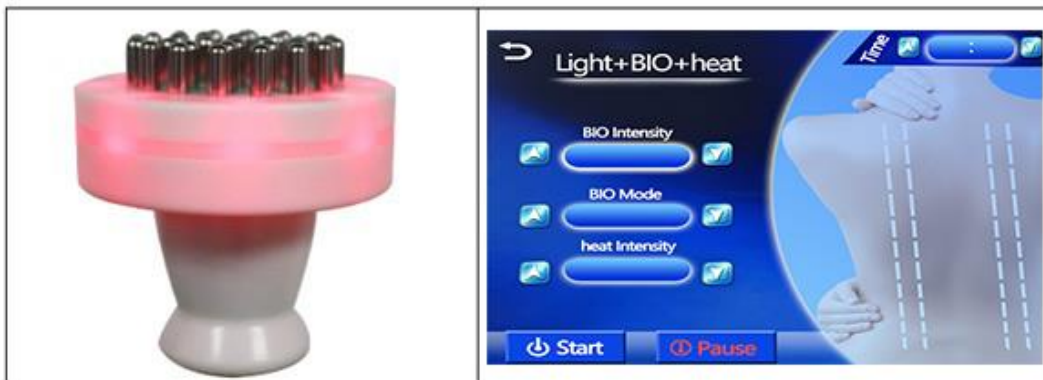 Light+BIO+heat
Time
:
BIO Intensity
BIO Mode
heat Intensity
Start
Pause